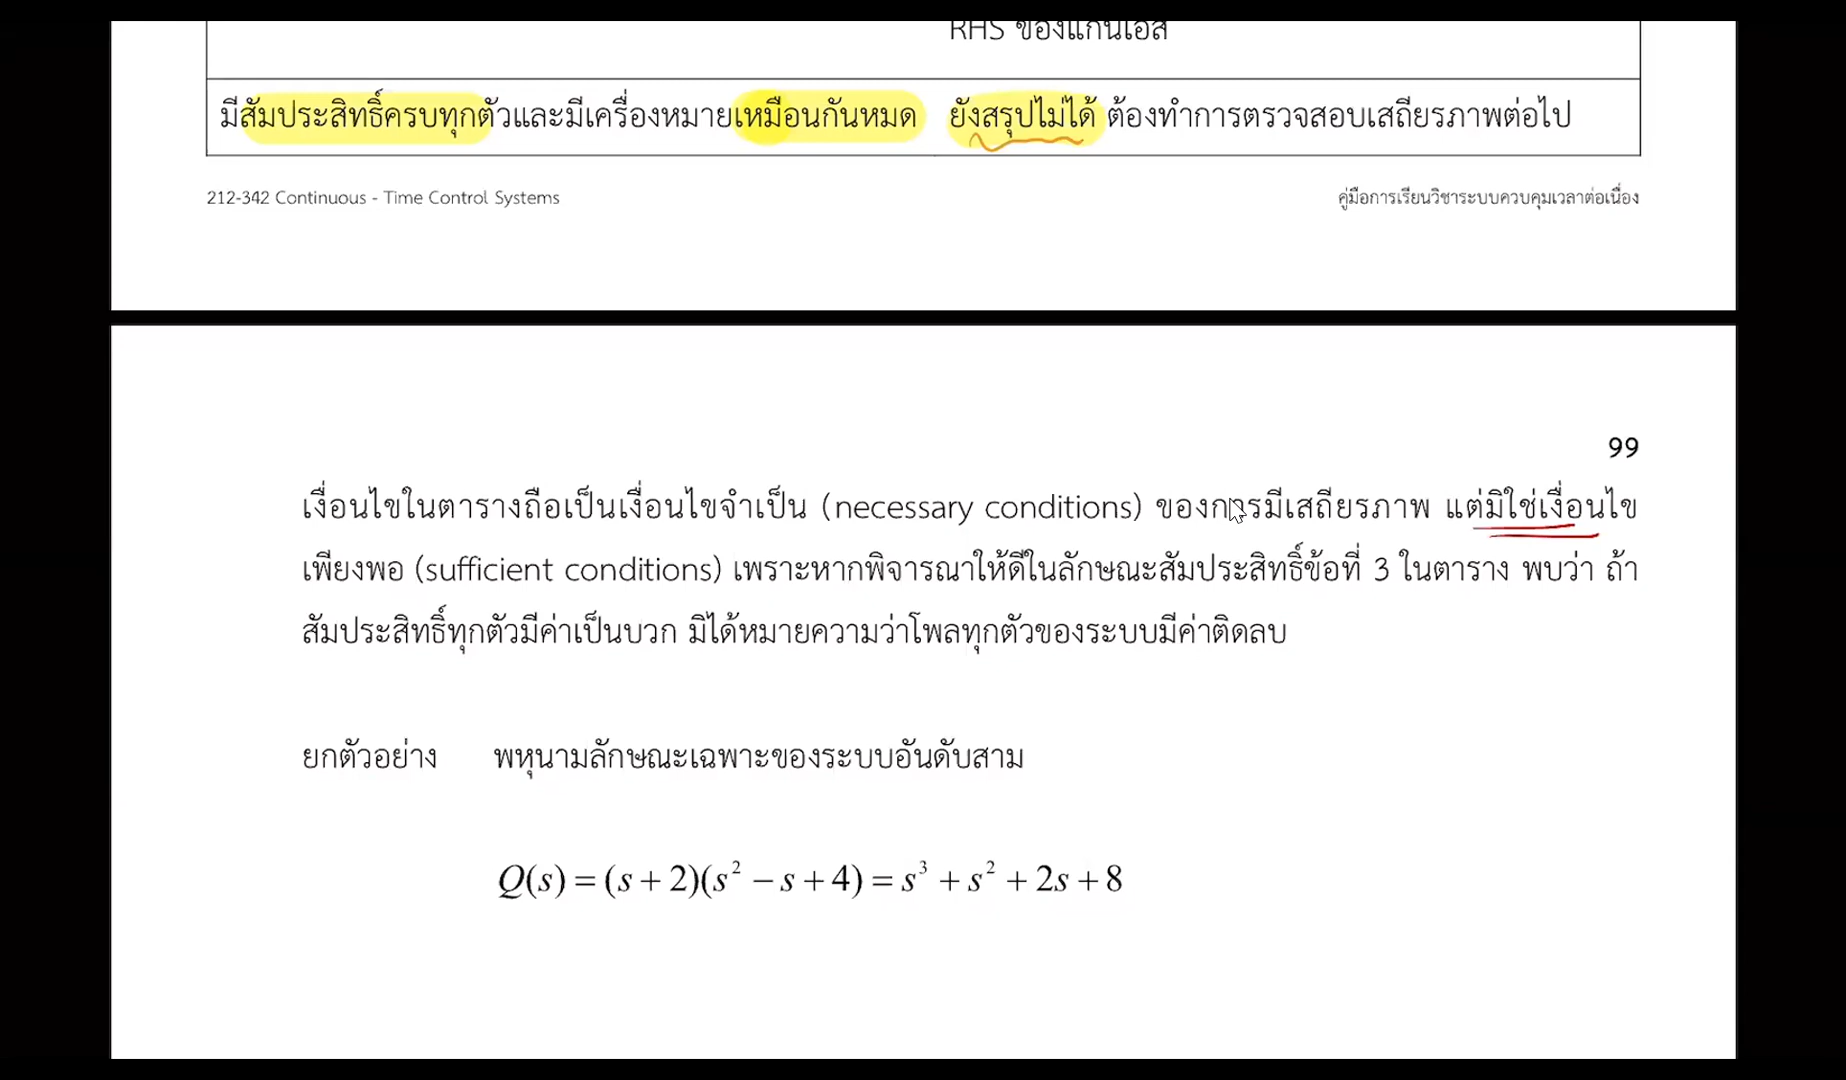 RHS ของแกนเอส
มีสัมประสิทธิ์ครบทุกตัวและมีเครื่องหมายเหมือนกันหมด ยังสรุปไม่ได้ ต้องทำการตรวจสอบเสถียรภาพต่อไป
212-342 Continuous - Time Control Systems คู่มือการเรียนวิชาระบบควบคุมเวลาต่อเนื่อง
99
เงื่อนไขในตารางถือเป็นเงื่อนไขจำเป็น (necessary conditions) ของการมีเสถียรภาพ แต่มิใช่เงื่อนไข
เพียงพอ (sufficient conditions) เพราะหากพิจารณาให้ดีในลักษณะสัมประสิทธิ์ข้อที่ 3 ในตาราง พบว่า ถ้า
สัมประสิทธิ์ทุกตัวมีค่าเป็นบวก มิได้หมายความว่าโพลทุกตัวของระบบมีค่าติดลบ
ยกตัวอย่าง พหุนามลักษณะเฉพาะของระบบอันดับสาม
Q(s) = (s + 2)(s² − s + 4) = s³ + s² + 2s + 8